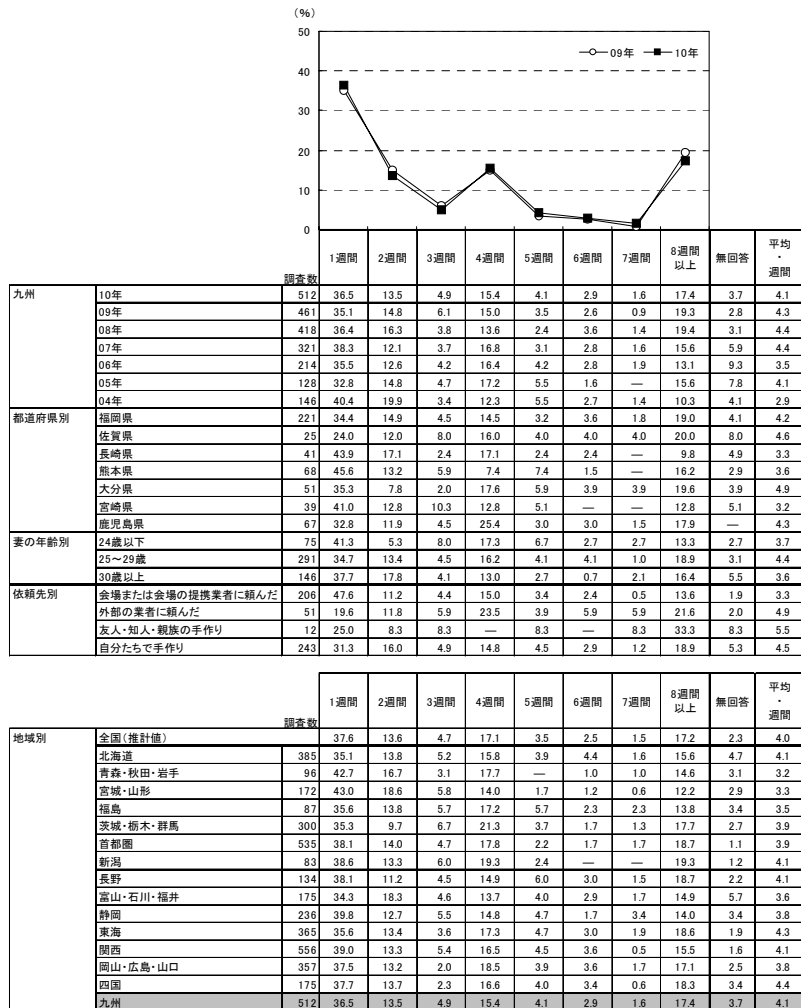 (%)
50
40
30
20
10
0
09年 10年
調査数 1週間 2週間 3週間 4週間 5週間 6週間 7週間 8週間以上 無回答 平均・週間
九州 10年 512 36.5 13.5 4.9 15.4 4.1 2.9 1.6 17.4 3.7 4.1
09年 461 35.1 14.8 6.1 15.0 3.5 2.6 0.9 19.3 2.8 4.3
08年 418 36.4 16.3 3.8 13.6 2.4 3.6 1.4 19.4 3.1 4.4
07年 321 38.3 12.1 3.7 16.8 3.1 2.8 1.6 15.6 5.9 4.4
06年 214 35.5 12.6 4.2 16.4 4.2 2.8 1.9 13.1 9.3 3.5
05年 128 32.8 14.8 4.7 17.2 5.5 1.6 — 15.6 7.8 4.1
04年 146 40.4 19.9 3.4 12.3 5.5 2.7 1.4 10.3 4.1 2.9
都道府県別 福岡県 221 34.4 14.9 4.5 14.5 3.2 3.6 1.8 19.0 4.1 4.2
佐賀県 25 24.0 12.0 8.0 16.0 4.0 4.0 4.0 20.0 8.0 4.6
長崎県 41 43.9 17.1 2.4 17.1 2.4 2.4 — 9.8 4.9 3.3
熊本県 68 45.6 13.2 5.9 7.4 7.4 1.5 — 16.2 2.9 3.6
大分県 51 35.3 7.8 2.0 17.6 5.9 3.9 3.9 19.6 3.9 4.9
宮崎県 39 41.0 12.8 10.3 12.8 5.1 — — 12.8 5.1 3.2
鹿児島県 67 32.8 11.9 4.5 25.4 3.0 3.0 1.5 17.9 — 4.3
妻の年齢別 24歳以下 75 41.3 5.3 8.0 17.3 6.7 2.7 2.7 13.3 2.7 3.7
25～29歳 291 34.7 13.4 4.5 16.2 4.1 4.1 1.0 18.9 3.1 4.4
30歳以上 146 37.7 17.8 4.1 13.0 2.7 0.7 2.1 16.4 5.5 3.6
依頼先別 会場または会場の提携業者に頼んだ 206 47.6 11.2 4.4 15.0 3.4 2.4 0.5 13.6 1.9 3.3
外部の業者に頼んだ 51 19.6 11.8 5.9 23.5 3.9 5.9 5.9 21.6 2.0 4.9
友人・知人・親族の手作り 12 25.0 8.3 8.3 — 8.3 — 8.3 33.3 8.3 5.5
自分たちで手作り 243 31.3 16.0 4.9 14.8 4.5 2.9 1.2 18.9 5.3 4.5
調査数 1週間 2週間 3週間 4週間 5週間 6週間 7週間 8週間以上 無回答 平均・週間
地域別 全国(推計値) 37.6 13.6 4.7 17.1 3.5 2.5 1.5 17.2 2.3 4.0
北海道 385 35.1 13.8 5.2 15.8 3.9 4.4 1.6 15.6 4.7 4.1
青森・秋田・岩手 96 42.7 16.7 3.1 17.7 — 1.0 1.0 14.6 3.1 3.2
宮城・山形 172 43.0 18.6 5.8 14.0 1.7 1.2 0.6 12.2 2.9 3.3
福島 87 35.6 13.8 5.7 17.2 5.7 2.3 2.3 13.8 3.4 3.5
茨城・栃木・群馬 300 35.3 9.7 6.7 21.3 3.7 1.7 1.3 17.7 2.7 3.9
首都圏 535 38.1 14.0 4.7 17.8 2.2 1.7 1.7 18.7 1.1 3.9
新潟 83 38.6 13.3 6.0 19.3 2.4 — — 19.3 1.2 4.1
長野 134 38.1 11.2 4.5 14.9 6.0 3.0 1.5 18.7 2.2 4.1
富山・石川・福井 175 34.3 18.3 4.6 13.7 4.0 2.9 1.7 14.9 5.7 3.6
静岡 236 39.8 12.7 5.5 14.8 4.7 1.7 3.4 14.0 3.4 3.8
東海 365 35.6 13.4 3.6 17.3 4.7 3.0 1.9 18.6 1.9 4.3
関西 556 39.0 13.3 5.4 16.5 4.5 3.6 0.5 15.5 1.6 4.1
岡山・広島・山口 357 37.5 13.2 2.0 18.5 3.9 3.6 1.7 17.1 2.5 3.8
四国 175 37.7 13.7 2.3 16.6 4.0 3.4 0.6 18.3 3.4 4.4
九州 512 36.5 13.5 4.9 15.4 4.1 2.9 1.6 17.4 3.7 4.1